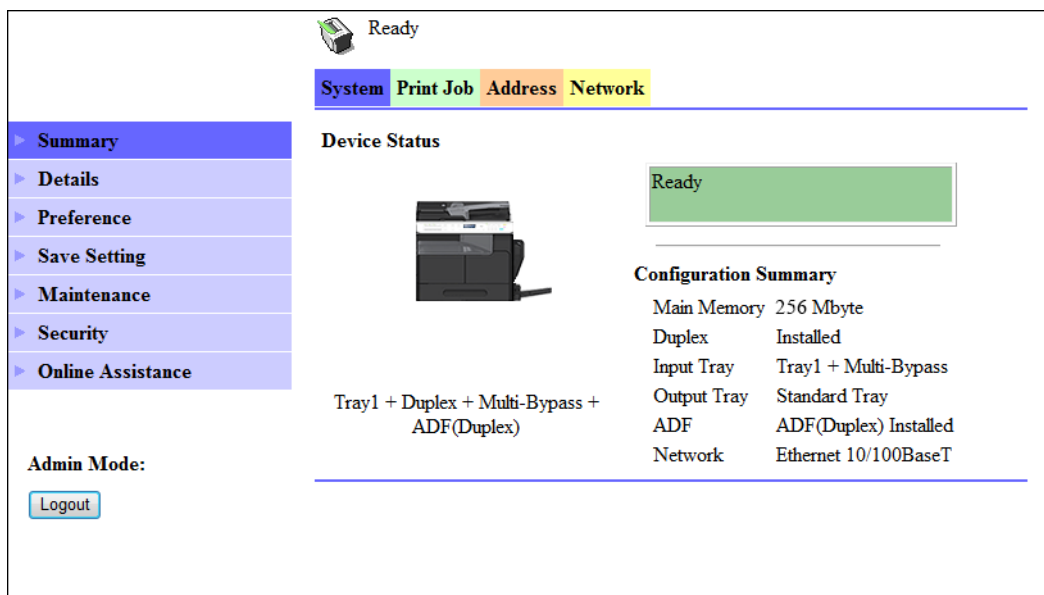 Ready
System Print Job Address Network
Summary
Details
Preference
Save Setting
Maintenance
Security
Online Assistance
Admin Mode:
Logout
Device Status
Tray1 + Duplex + Multi-Bypass +
ADF(Duplex)
Ready
Configuration Summary
Main Memory 256 Mbyte
Duplex Installed
Input Tray Tray1 + Multi-Bypass
Output Tray Standard Tray
ADF ADF(Duplex) Installed
Network Ethernet 10/100BaseT